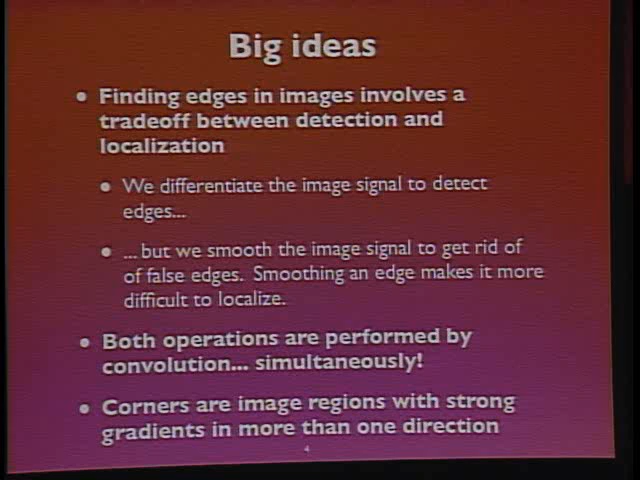 Big ideas
• Finding edges in images involves a
tradeoff between detection and
localization
• We differentiate the image signal to detect
edges...
• ... but we smooth the image signal to get rid of
of false edges. Smoothing an edge makes it more
difficult to localize.
• Both operations are performed by
convolution... simultaneously!
• Corners are image regions with strong
gradients in more than one direction
4